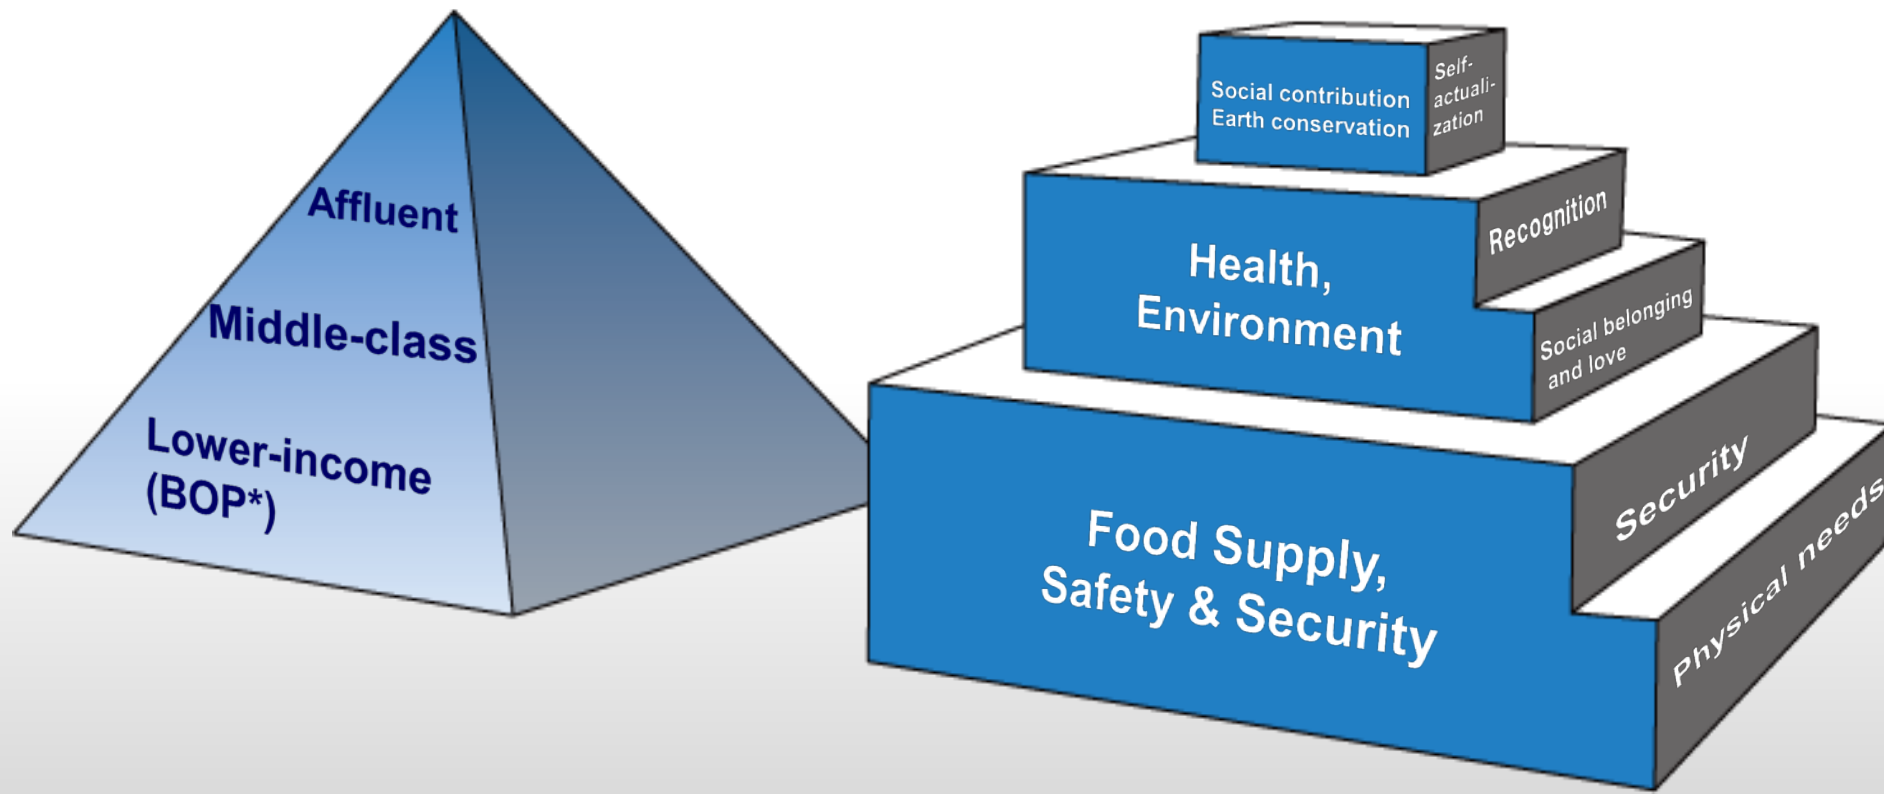 Affluent
Middle-class
Lower-income
(BOP*)
Social contribution
Earth conservation
Self-
actuali-
zation
Health,
Environment
Recognition
Social belonging
and love
Food Supply,
Safety & Security
Security
Physical needs